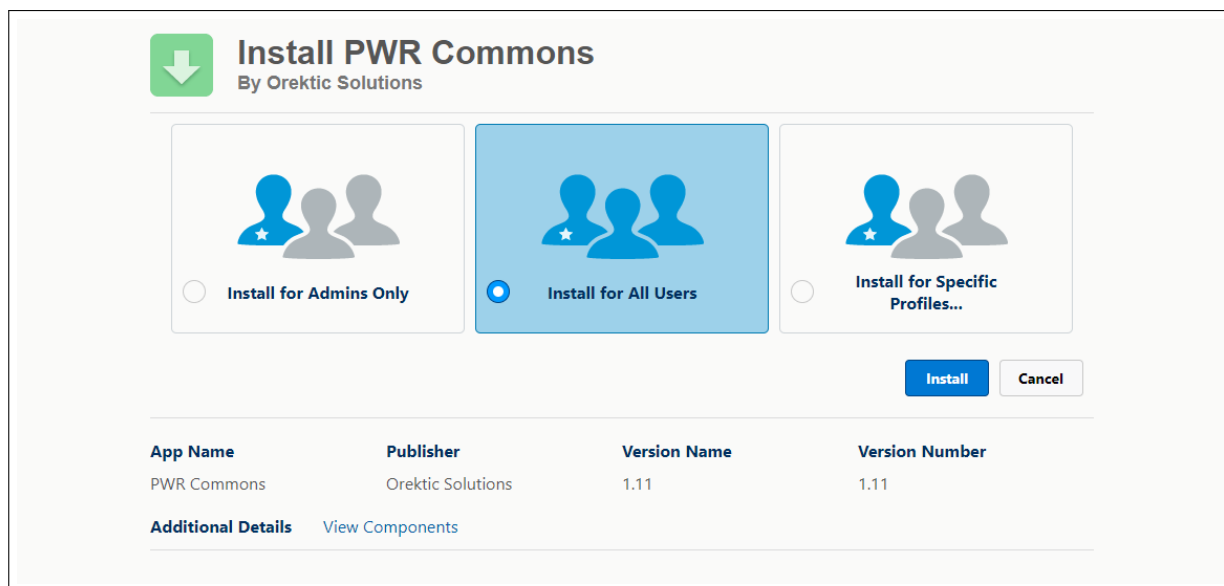 Install PWR Commons
By Orektic Solutions
Install for Admins Only
Install for All Users
Install for Specific
Profiles...
Install Cancel
App Name Publisher Version Name Version Number
PWR Commons Orektic Solutions 1.11 1.11
Additional Details View Components